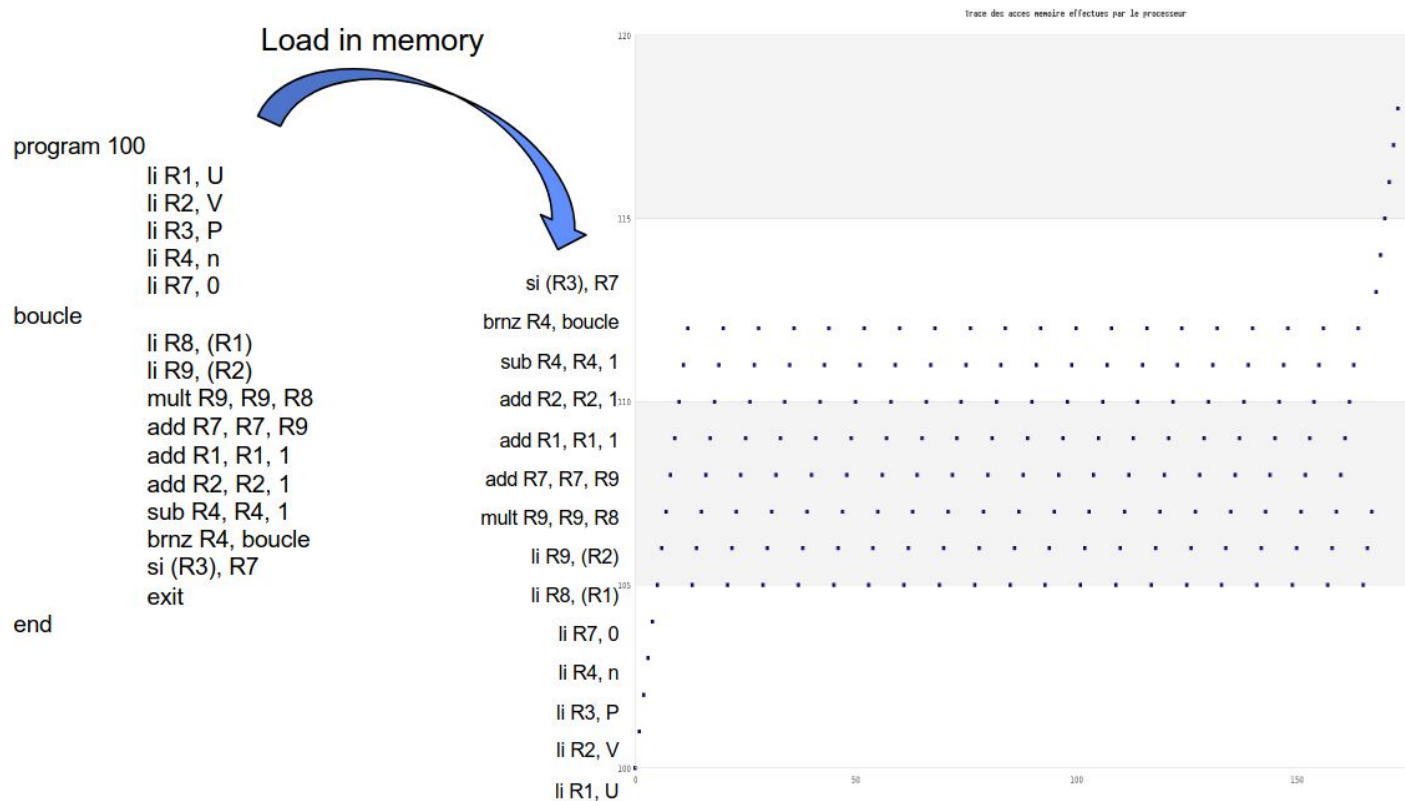 Trace des acces memoire effectues par le processeur
Load in memory
program 100
li R1, U
li R2, V
li R3, P
li R4, n
li R7, 0
boucle
li R8, (R1)
li R9, (R2)
mult R9, R9, R8
add R7, R7, R9
add R1, R1, 1
add R2, R2, 1
sub R4, R4, 1
brnz R4, boucle
si (R3), R7
exit
end
si (R3), R7
brnz R4, boucle
sub R4, R4, 1
add R2, R2, 1
add R1, R1, 1
add R7, R7, R9
mult R9, R9, R8
li R9, (R2)
li R8, (R1)
li R7, 0
li R4, n
li R3, P
li R2, V
li R1, U
120
115
110
105
100
0 50 100 150